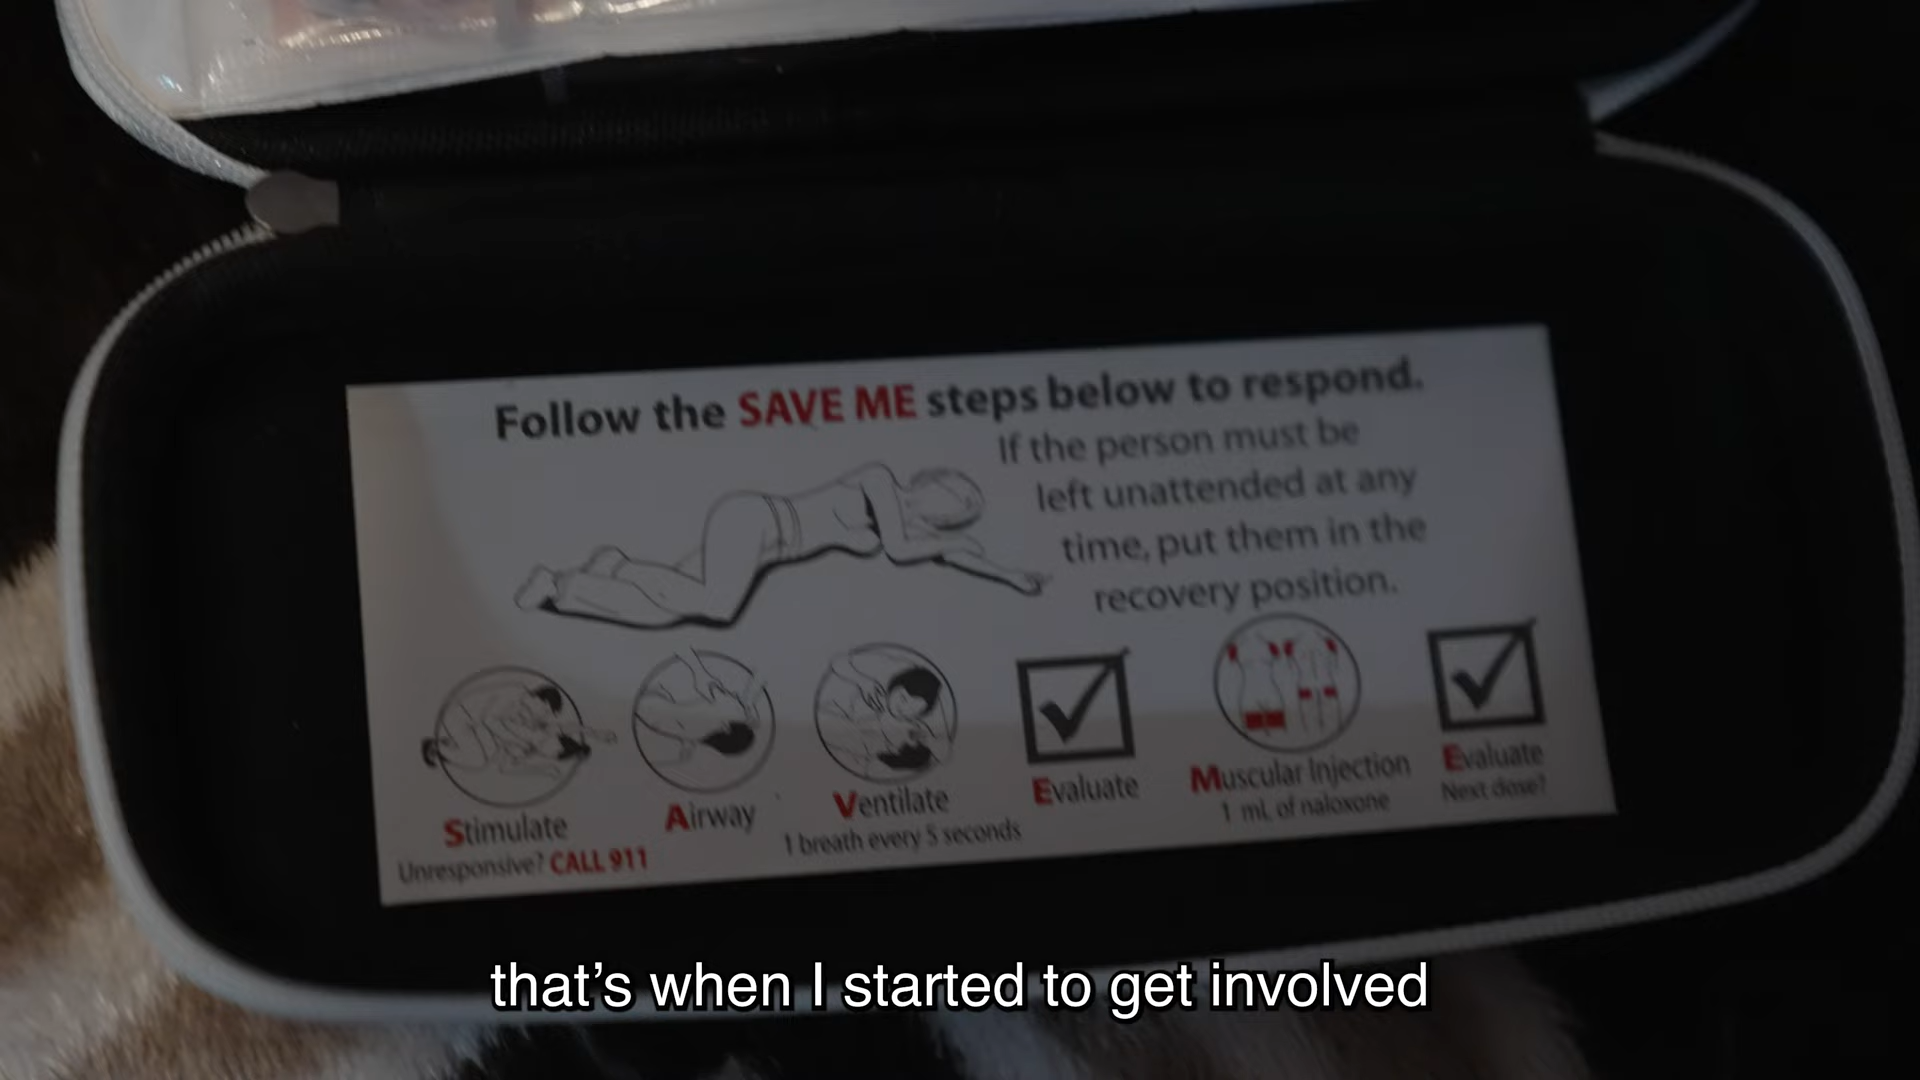 Follow the SAVE ME steps below to respond.
If the person must be
left unattended at any
time, put them in the
recovery position.
Stimulate
Unresponsive? CALL 911
Airway
Ventilate
1 breath every 5 seconds
Evaluate
Muscular Injection
1 mL of naloxone
Evaluate
Next dose?
that's when I started to get involved